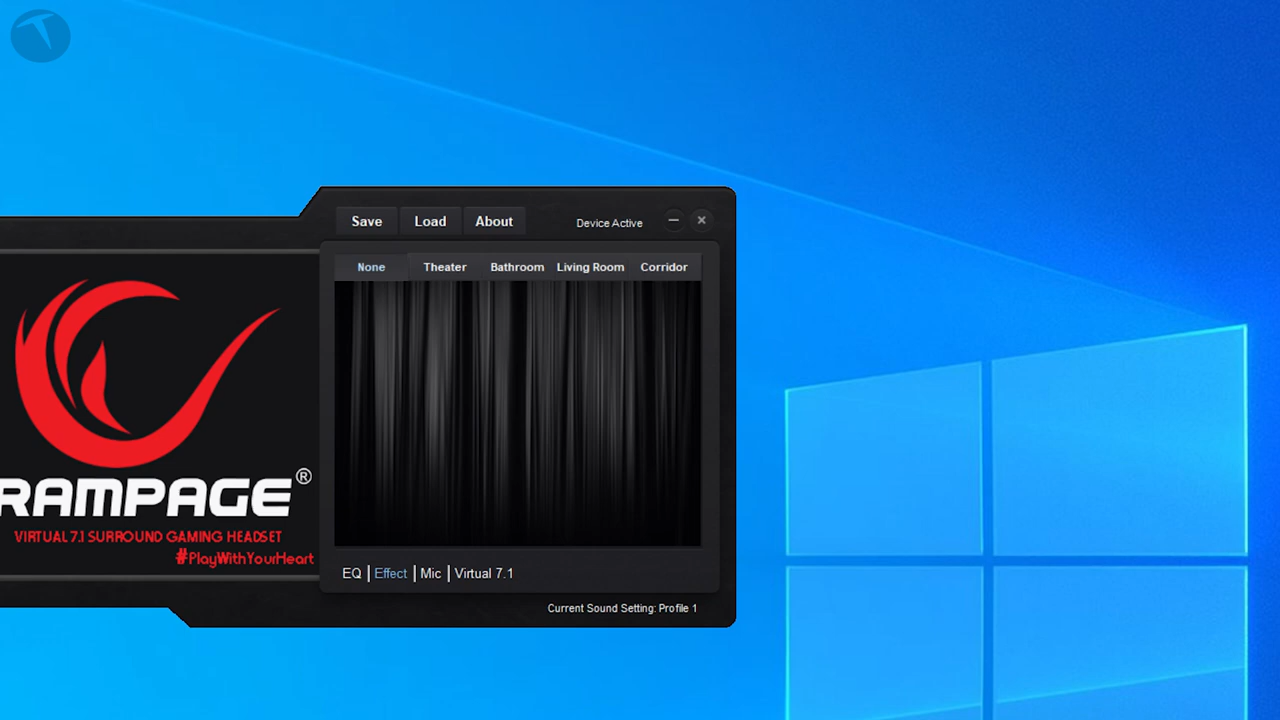 Save Load About Device Active
None Theater Bathroom Living Room Corridor
RAMPAGE®
VIRTUAL 7.1 SURROUND GAMING HEADSET
#PlayWithYourHeart
EQ | Effect | Mic | Virtual 7.1
Current Sound Setting: Profile 1